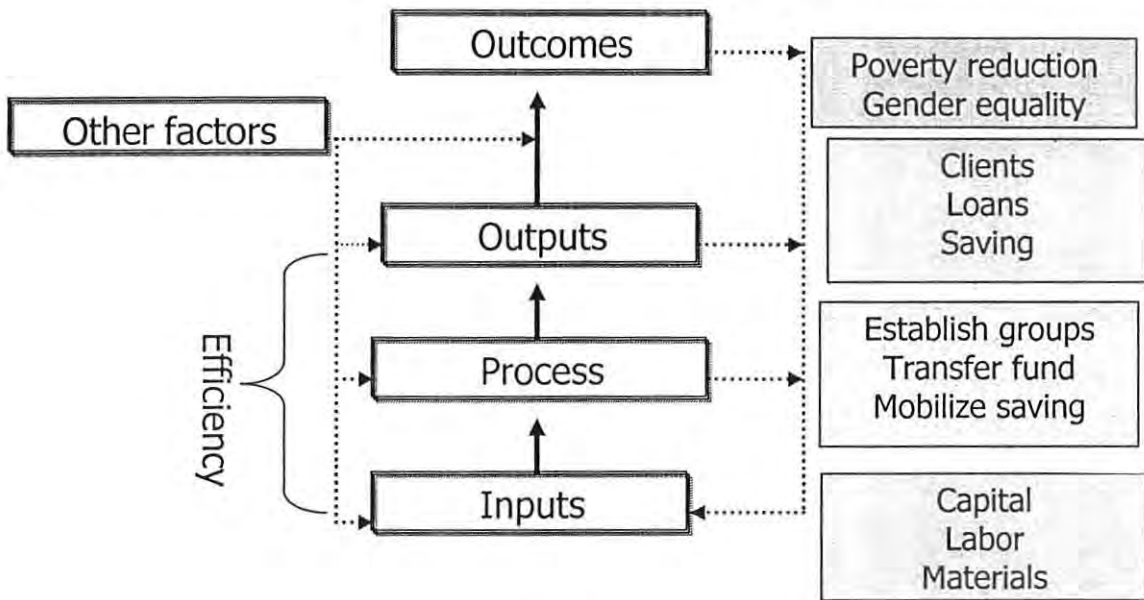 Outcomes
Poverty reduction
Gender equality
Other factors
Clients
Loans
Saving
Outputs
Efficiency
Establish groups
Transfer fund
Mobilize saving
Process
Inputs
Capital
Labor
Materials